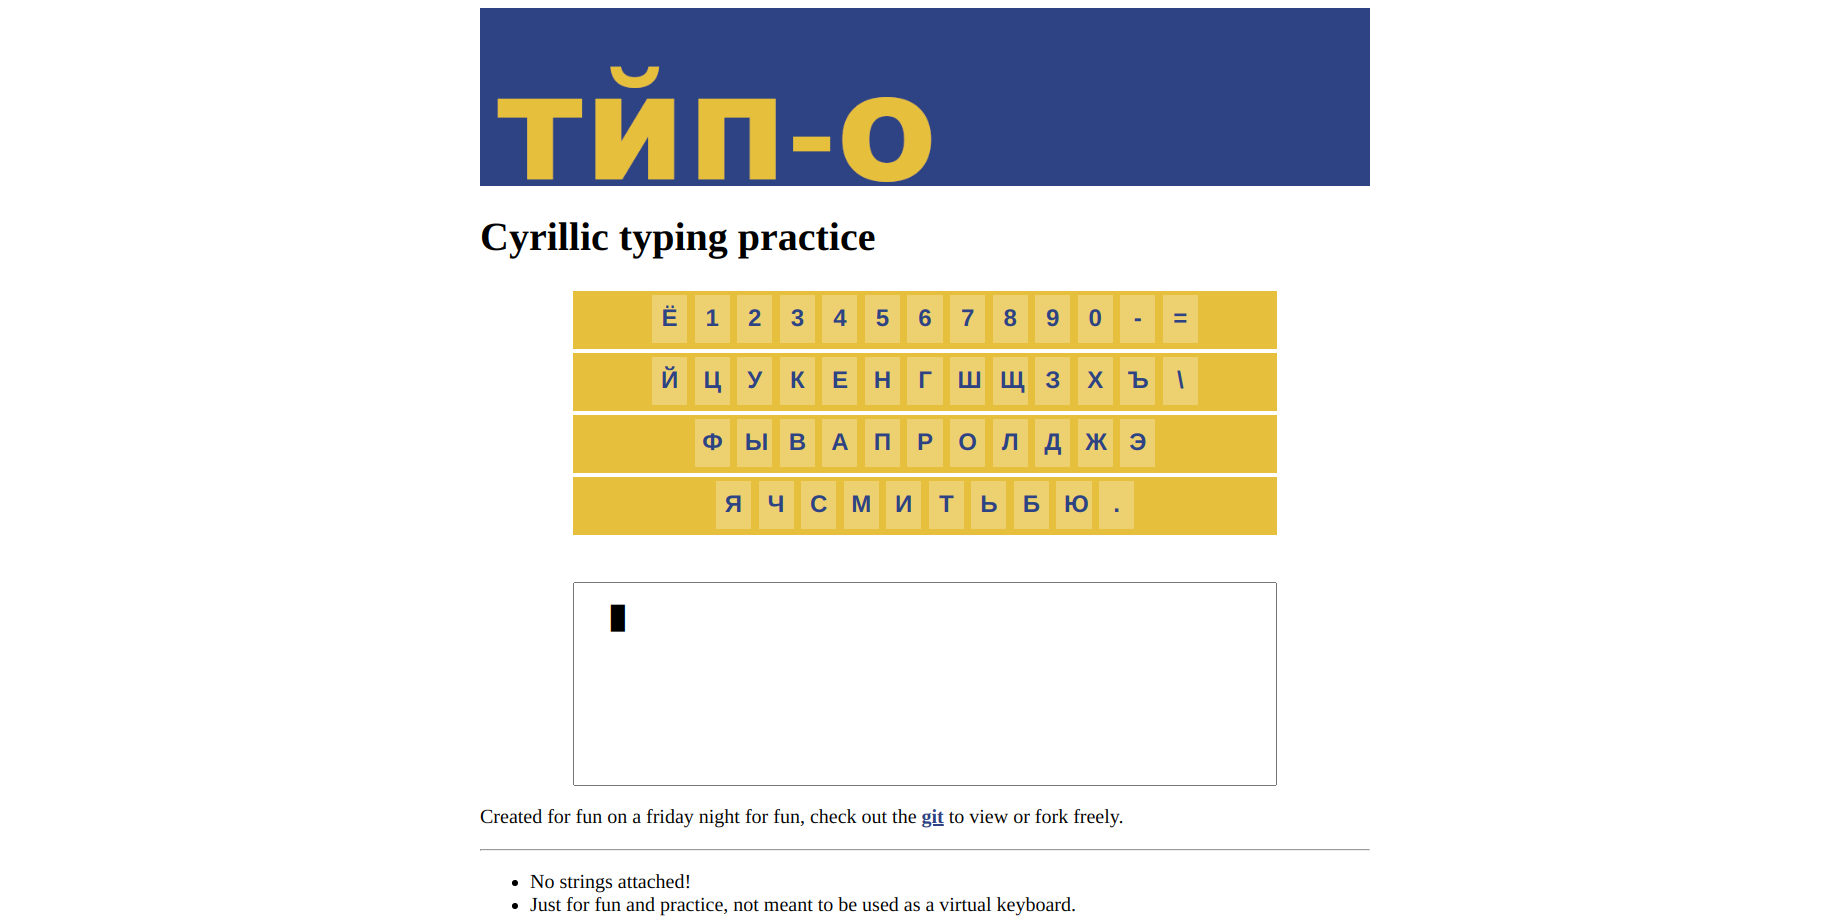 тйп-о
Cyrillic typing practice
Ё 1 2 3 4 5 6 7 8 9 0 - =
Й Ц У К Е Н Г Ш Щ З Х Ъ \
Ф Ы В А П Р О Л Д Ж Э
Я Ч С М И Т Ь Б Ю .
Created for fun on a friday night for fun, check out the git to view or fork freely.
No strings attached!
Just for fun and practice, not meant to be used as a virtual keyboard.